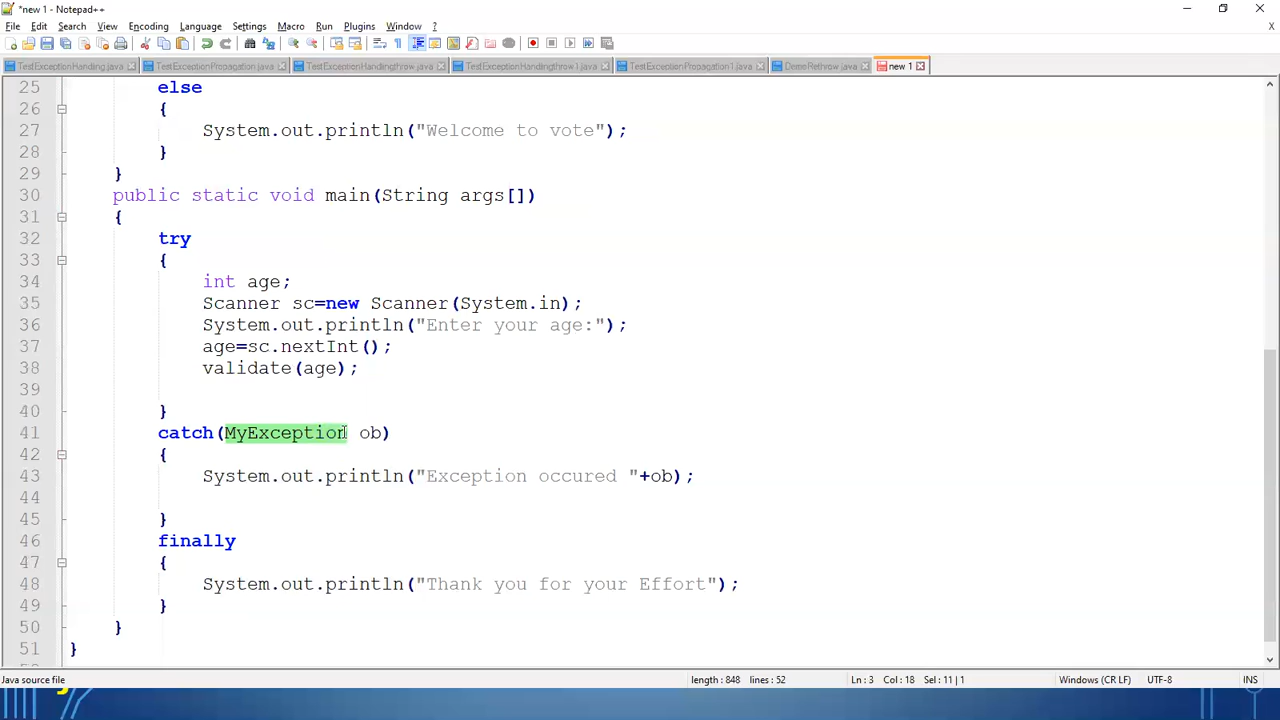 *new 1 - Notepad++
File Edit Search View Encoding Language Settings Macro Run Plugins Window ?
TestExceptionHanding.java TestExceptionPropagation.java TestExceptionHandlingthrow.java TestExceptionHandingthrow1.java TestExceptionPropagation1.java DemoRethrow.java new 1
25 else
26 {
27 System.out.println("Welcome to vote");
28 }
29 }
30 public static void main(String args[])
31 {
32 try
33 {
34 int age;
35 Scanner sc=new Scanner(System.in);
36 System.out.println("Enter your age:");
37 age=sc.nextInt();
38 validate(age);
39
40 }
41 catch(MyException ob)
42 {
43 System.out.println("Exception occured "+ob);
44
45 }
46 finally
47 {
48 System.out.println("Thank you for your Effort");
49 }
50 }
51 }
Java source file length : 848 lines : 52 Ln : 3 Col : 18 Sel : 11 | 1 Windows (CR LF) UTF-8 INS